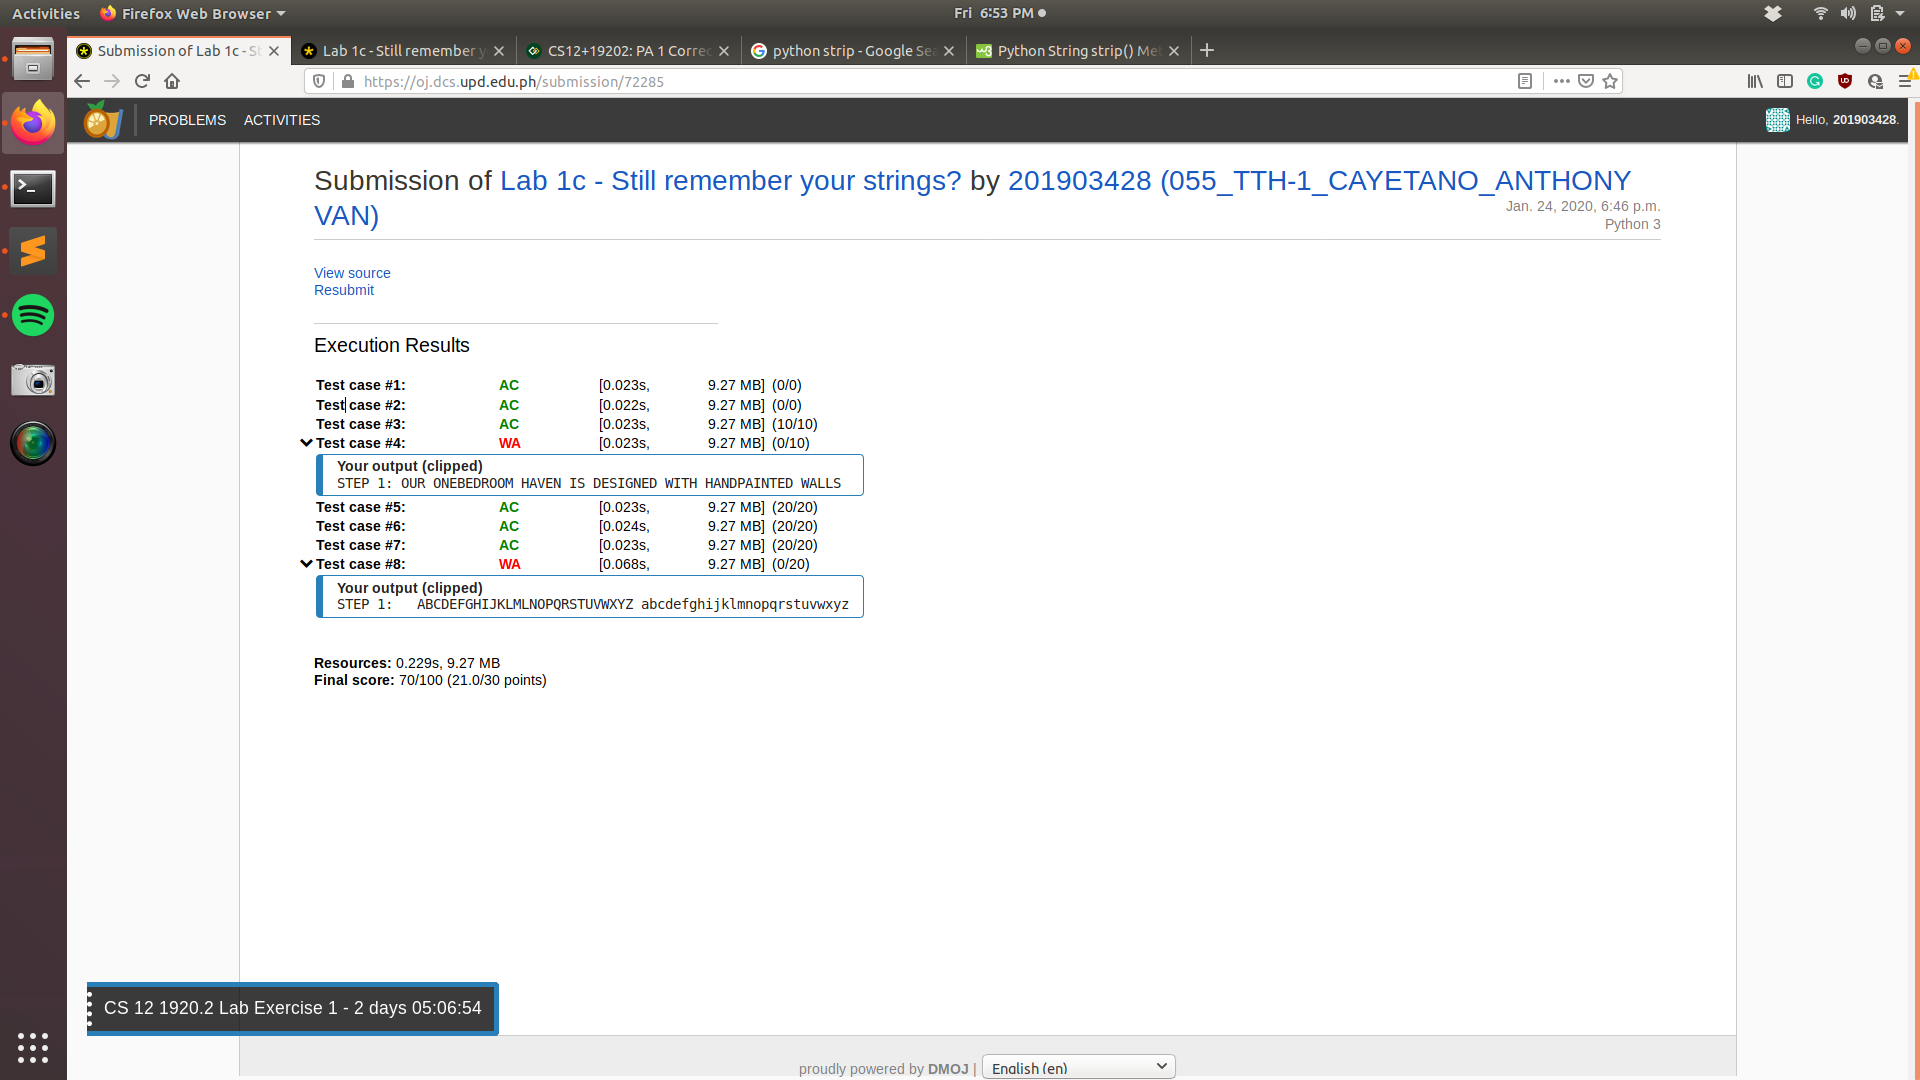 Activities
Firefox Web Browser
Fri 6:53 PM
Submission of Lab 1c - St
Lab 1c - Still remember y
CS12+19202: PA 1 Correc
python strip - Google Sea
Python String strip() Met
https://oj.dcs.upd.edu.ph/submission/72285
PROBLEMS
ACTIVITIES
Hello, 201903428.
Submission of Lab 1c - Still remember your strings? by 201903428 (055_TTH-1_CAYETANO_ANTHONY
VAN)
Jan. 24, 2020, 6:46 p.m.
Python 3
View source
Resubmit
Execution Results
Test case #1: AC [0.023s, 9.27 MB] (0/0)
Test case #2: AC [0.022s, 9.27 MB] (0/0)
Test case #3: AC [0.023s, 9.27 MB] (10/10)
Test case #4: WA [0.023s, 9.27 MB] (0/10)
Your output (clipped)
STEP 1: OUR ONEBEDROOM HAVEN IS DESIGNED WITH HANDPAINTED WALLS
Test case #5: AC [0.023s, 9.27 MB] (20/20)
Test case #6: AC [0.024s, 9.27 MB] (20/20)
Test case #7: AC [0.023s, 9.27 MB] (20/20)
Test case #8: WA [0.068s, 9.27 MB] (0/20)
Your output (clipped)
STEP 1:   ABCDEFGHIJKLMLNOPQRSTUVWXYZ abcdefghijklmnopqrstuvwxyz
Resources: 0.229s, 9.27 MB
Final score: 70/100 (21.0/30 points)
CS 12 1920.2 Lab Exercise 1 - 2 days 05:06:54
proudly powered by DMOJ | English (en)